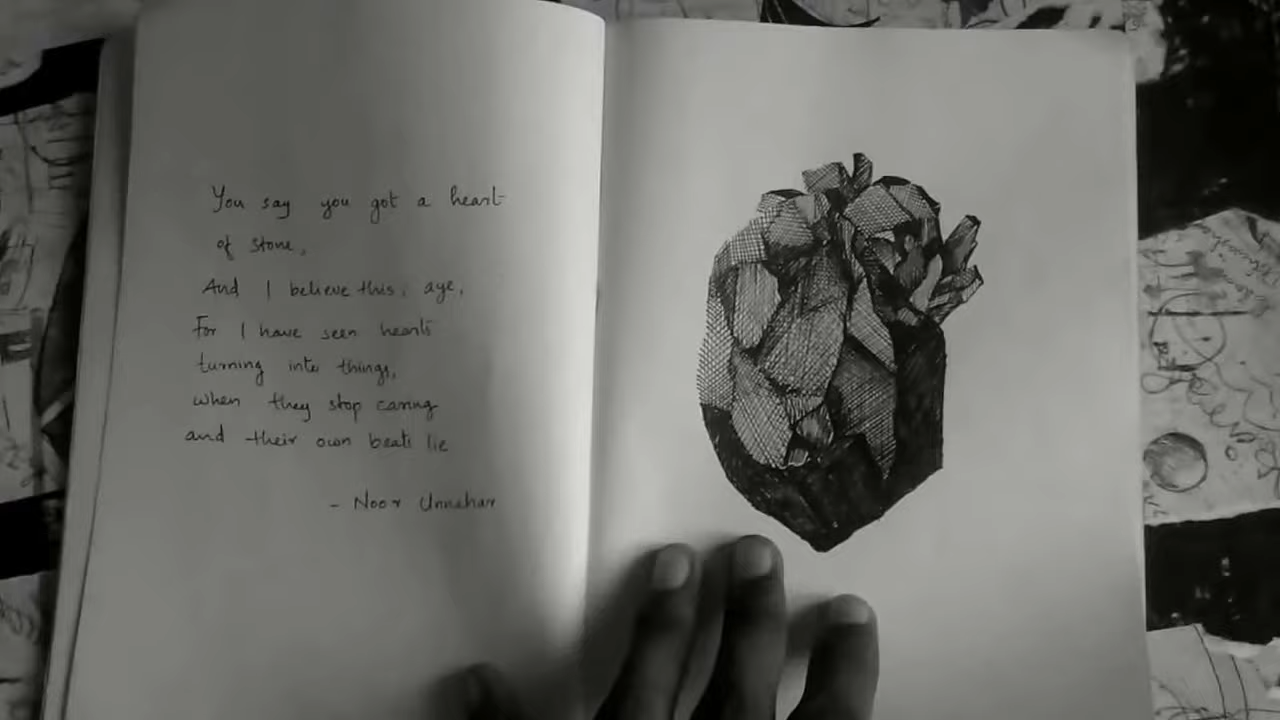 You say you got a heart
of stone,
And I believe this, aye,
For I have seen hearts
turning into things,
when they stop caring
and their own beats lie
- Noor Unnahar